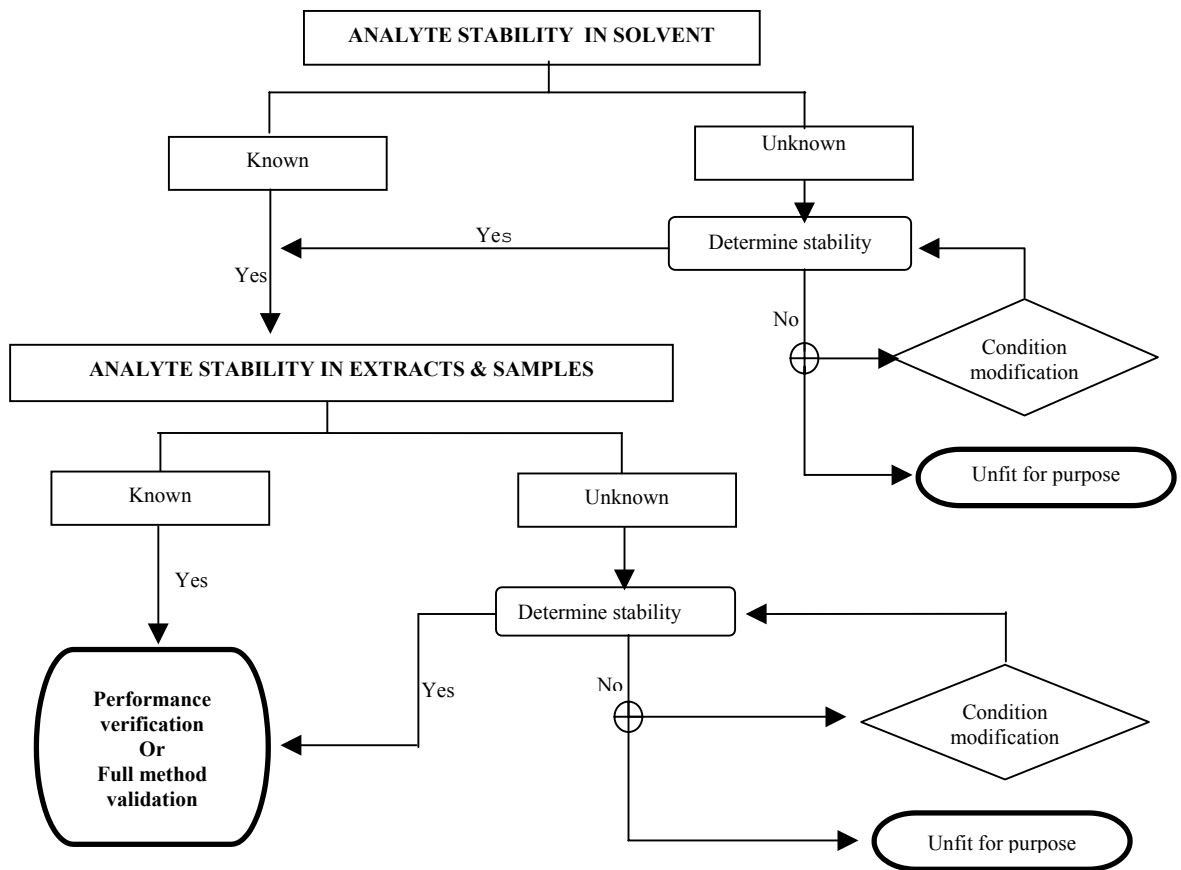 ANALYTE STABILITY IN SOLVENT
Known
Unknown
Yes
Determine stability
Yes
No
Condition
modification
ANALYTE STABILITY IN EXTRACTS & SAMPLES
Unfit for purpose
Known
Unknown
Yes
Determine stability
Yes
No
Performance
verification
Or
Full method
validation
Condition
modification
Unfit for purpose